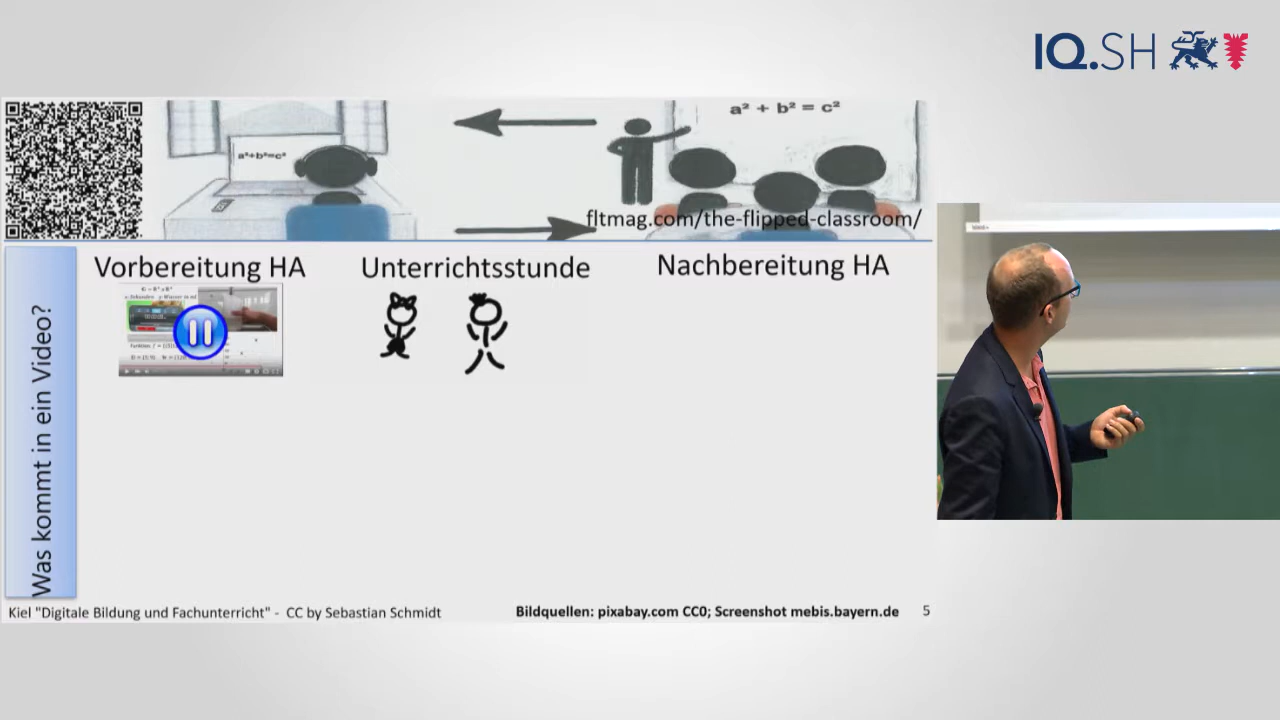 IQ.SH
a² + b² = c²
a²+b²=c²
fltmag.com/the-flipped-classroom/
Was kommt in ein Video?
Vorbereitung HA
Unterrichtsstunde
Nachbereitung HA
Kiel "Digitale Bildung und Fachunterricht" - CC by Sebastian Schmidt
Bildquellen: pixabay.com CC0; Screenshot mebis.bayern.de
5